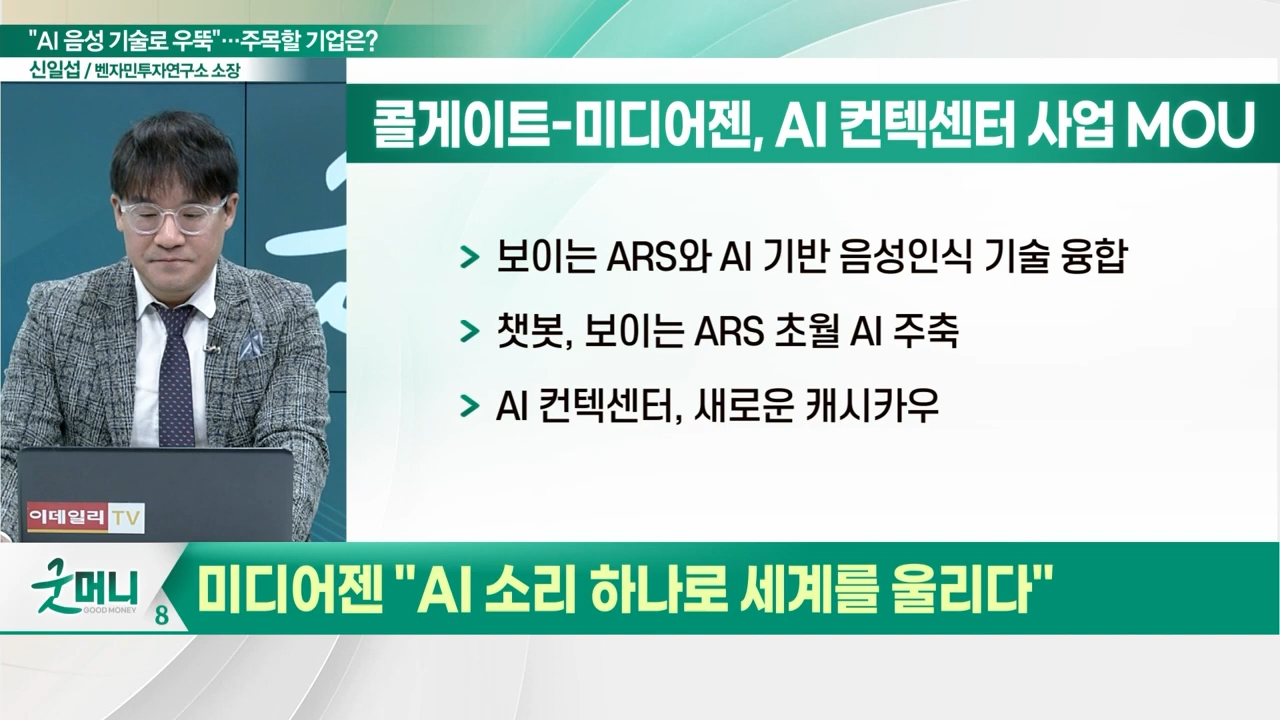 "AI 음성 기술로 우뚝"…주목할 기업은?
신일섭 / 벤자민투자연구소 소장
콜게이트-미디어젠, AI 컨텍센터 사업 MOU
> 보이는 ARS와 AI 기반 음성인식 기술 융합
> 챗봇, 보이는 ARS 초월 AI 주축
> AI 컨텍센터, 새로운 캐시카우
이데일리 TV
굿머니
GOOD MONEY
8
미디어젠 "AI 소리 하나로 세계를 울리다"